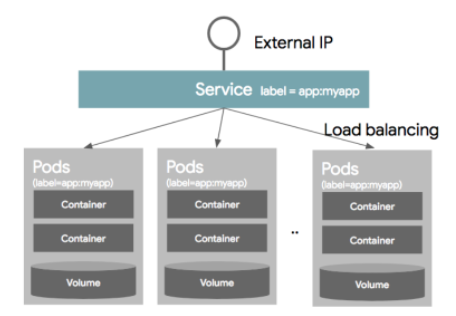 External IP
Service label = app:myapp
Load balancing
Pods
(label=app:myapp)
Container
Container
Volume
Pods
(label=app:myapp)
Container
Container
Volume
..
Pods
(label=app:myapp)
Container
Container
Volume